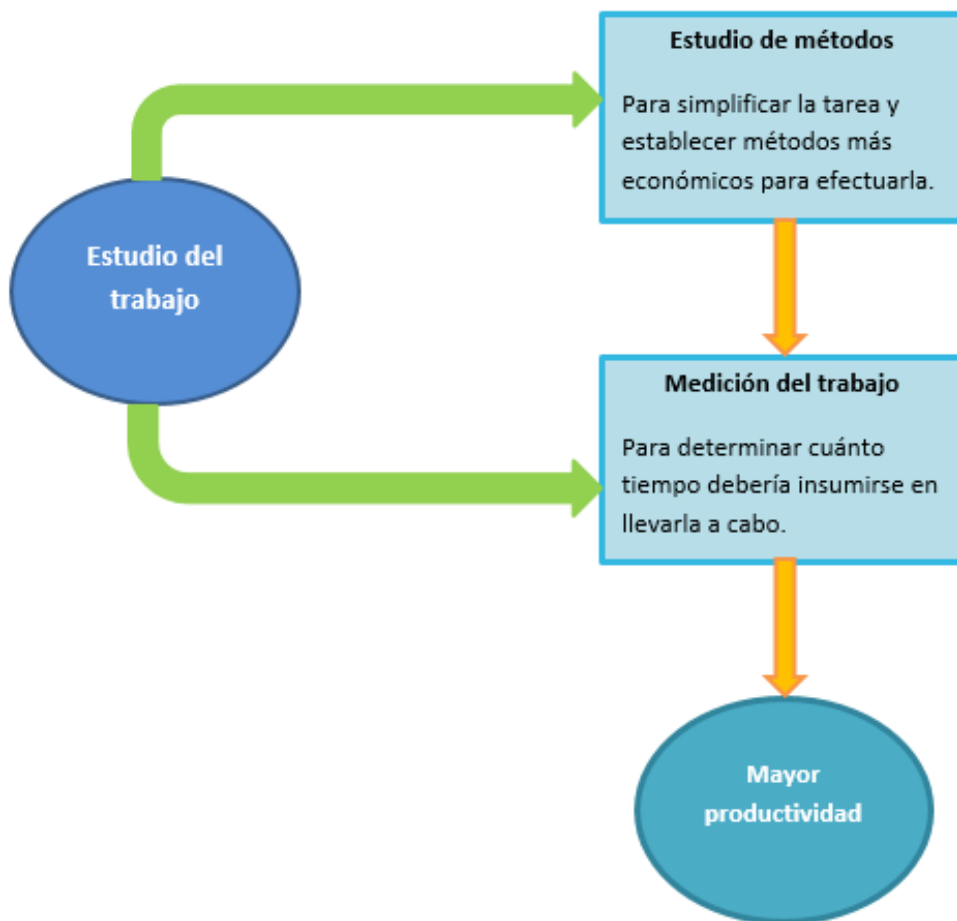 Estudio de métodos
Para simplificar la tarea y
establecer métodos más
económicos para efectuarla.
Estudio del
trabajo
Medición del trabajo
Para determinar cuánto
tiempo debería insumirse en
llevarla a cabo.
Mayor
productividad